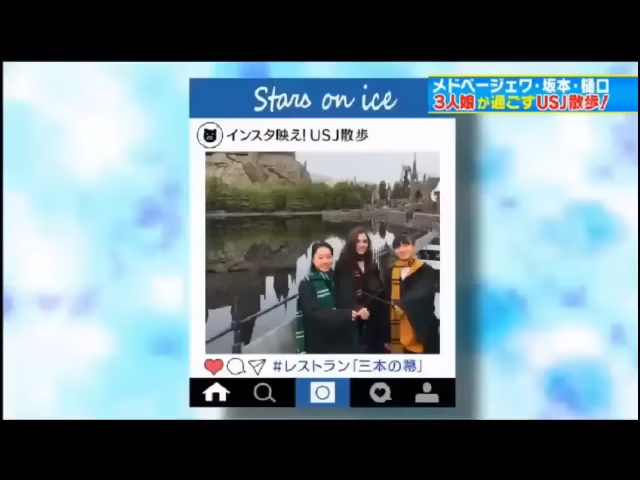 Stars on ice
メドベージェワ・坂本・樋口
3人娘が過ごすUSJ散歩!
インスタ映え!USJ散歩
#レストラン「三本の箒」